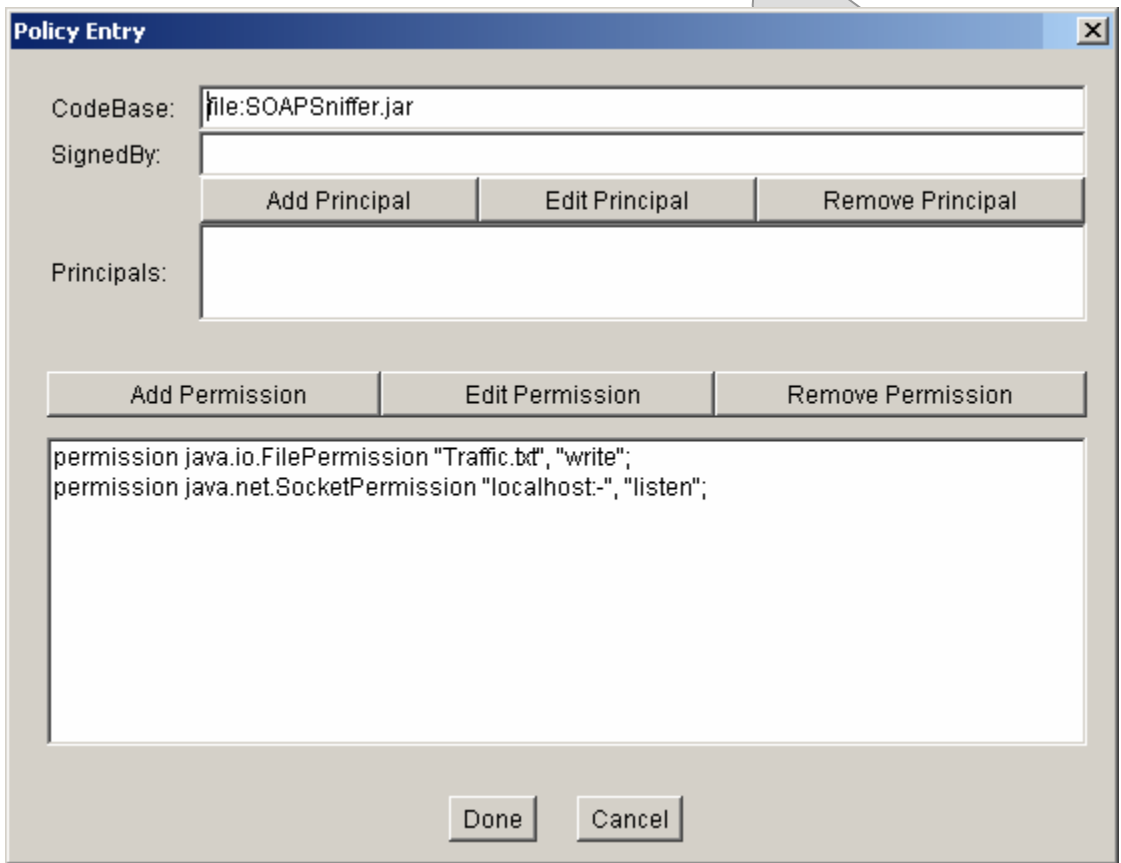 Policy Entry
CodeBase: file:SOAPSniffer.jar
SignedBy:
Add Principal Edit Principal Remove Principal
Principals:
Add Permission Edit Permission Remove Permission
permission java.io.FilePermission "Traffic.txt", "write";
permission java.net.SocketPermission "localhost:-", "listen";
Done Cancel